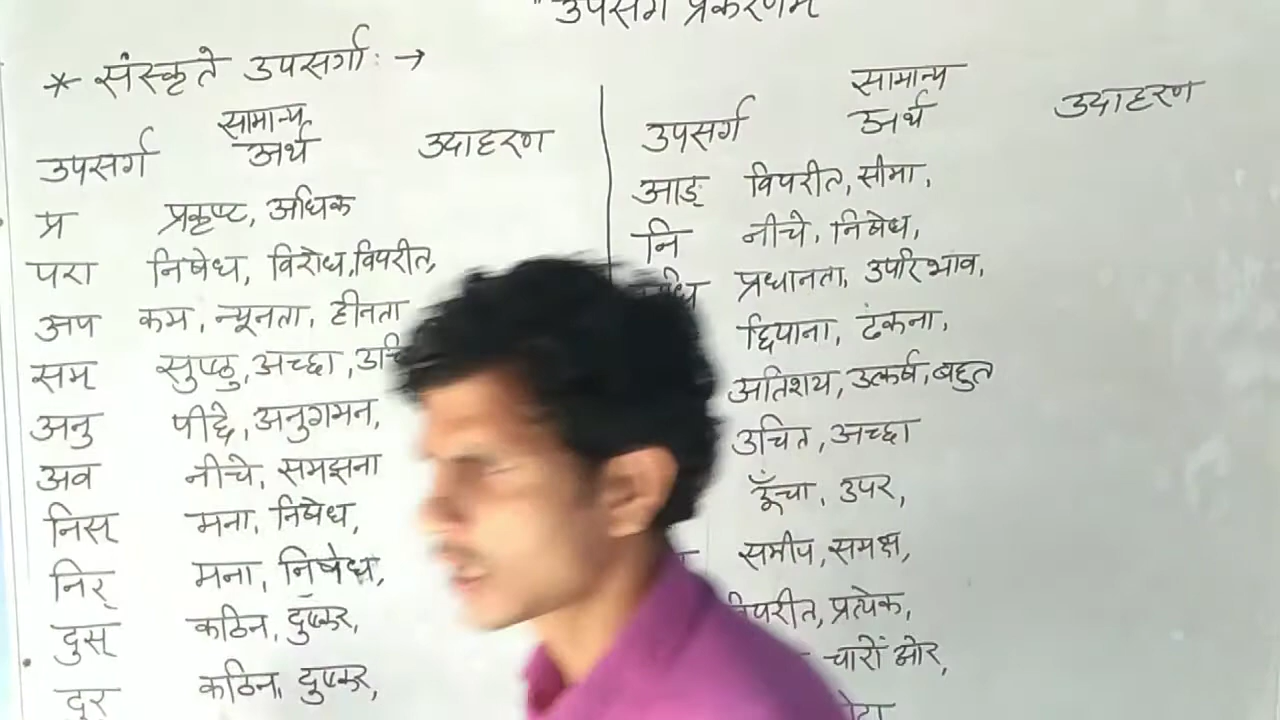 " उपसर्ग प्रकरणम्
* संस्कृते उपसर्गाः →
उपसर्ग सामान्य अर्थ उदाहरण
प्र प्रकृष्ट, अधिक
परा निषेध, विरोध, विपरीत,
अप कम, न्यूनता, हीनता
सम् सुष्ठु, अच्छा,
अनु पीछे, अनुगमन,
अव नीचे, समझना
निस् मना, निषेध,
निर् मना, निषेध,
दुस् कठिन, दुष्कर,
दुर् कठिन, दुष्कर,
उपसर्ग सामान्य अर्थ उदाहरण
आङ् विपरीत, सीमा,
नि नीचे, निषेध,
प्रधानता, उपरिभाव,
छिपाना, ढंकना,
अतिशय, उत्कर्ष, बहुत
उचित, अच्छा
ऊँचा, उपर,
समीप, समक्ष,
विपरीत, प्रत्येक,
चारों ओर,